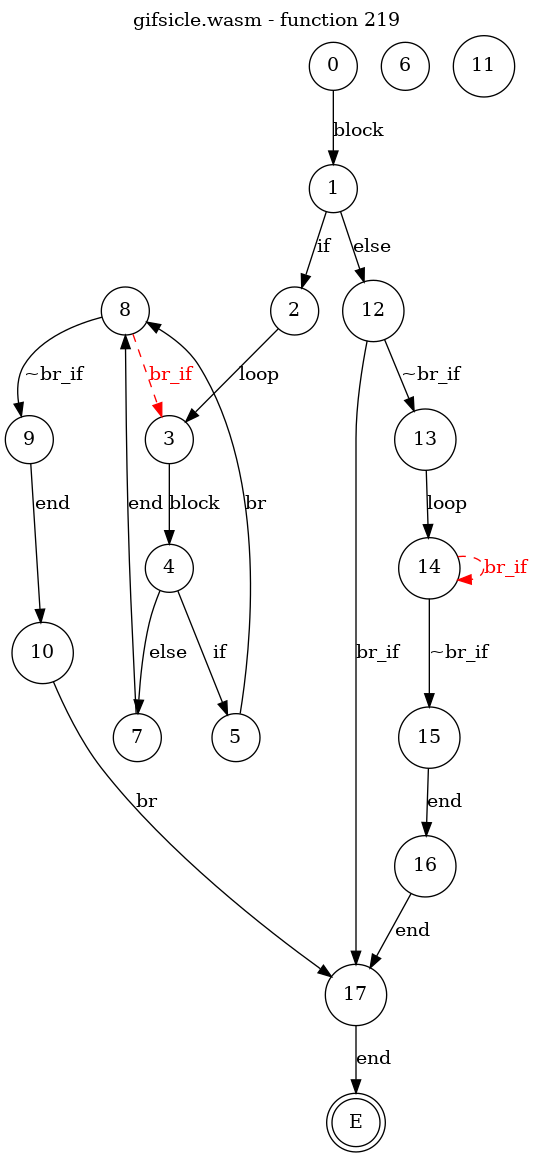 gifsicle.wasm - function 219
0
6
11
block
1
if
else
8
2
12
~br_if
br_if
loop
~br_if
9
3
13
end
end
block
br
loop
4
14
br_if
10
else
if
br_if
~br_if
7
5
15
br
end
16
end
17
end
E